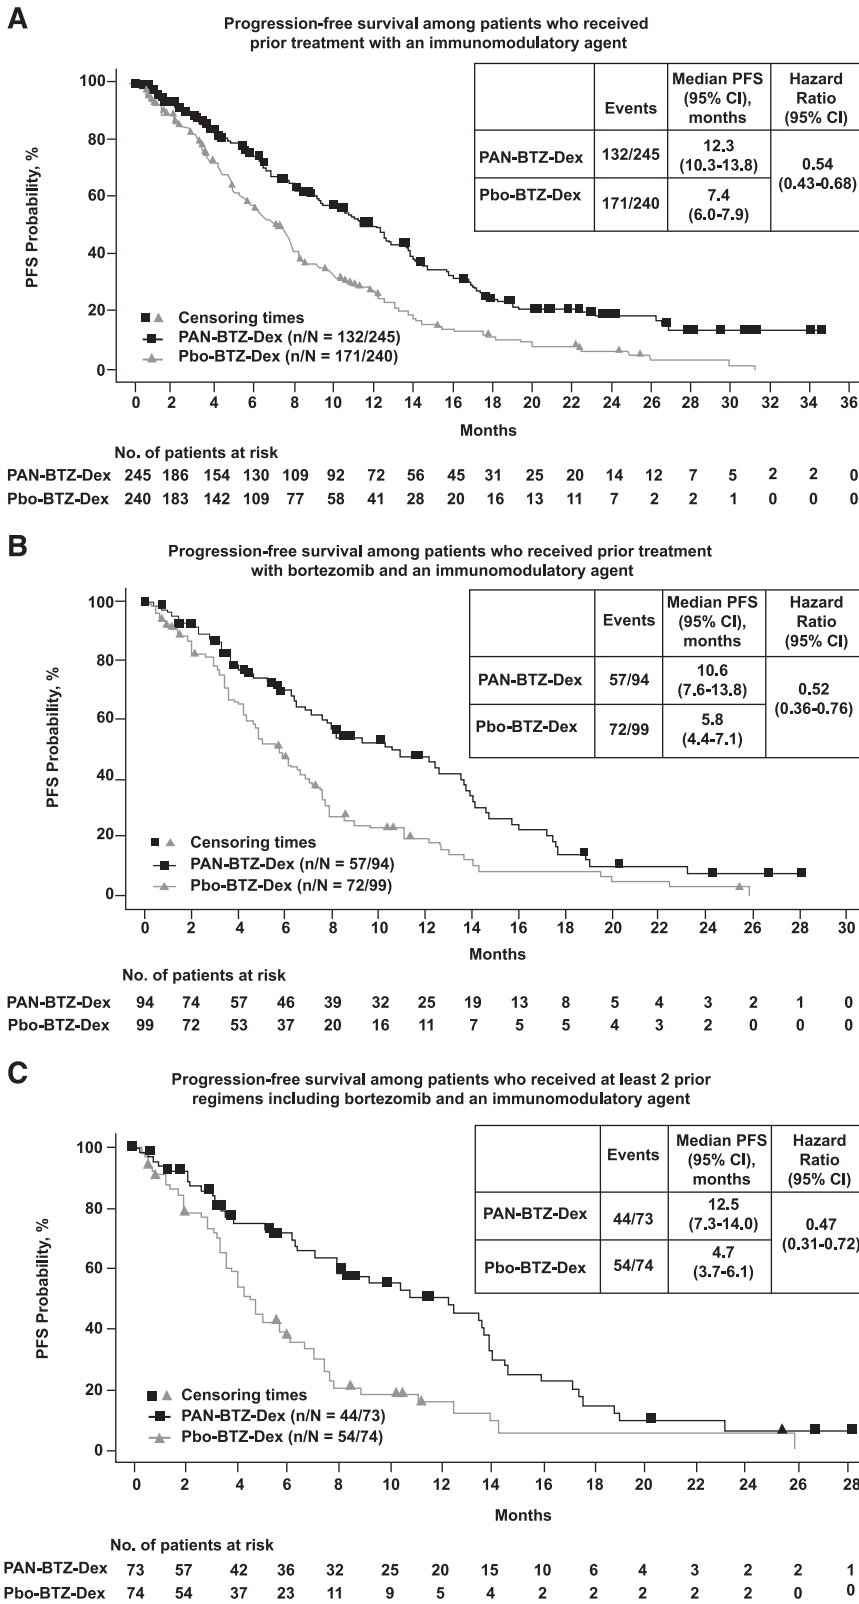 A
Progression-free survival among patients who received
prior treatment with an immunomodulatory agent
PFS Probability, %
100
80
60
40
20
0
Events
Median PFS
(95% CI),
months
Hazard
Ratio
(95% CI)
PAN-BTZ-Dex 132/245 12.3
(10.3-13.8)
0.54
(0.43-0.68)
Pbo-BTZ-Dex 171/240 7.4
(6.0-7.9)
Censoring times
PAN-BTZ-Dex (n/N = 132/245)
Pbo-BTZ-Dex (n/N = 171/240)
0 2 4 6 8 10 12 14 16 18 20 22 24 26 28 30 32 34 36
Months
No. of patients at risk
PAN-BTZ-Dex 245 186 154 130 109 92 72 56 45 31 25 20 14 12 7 5 2 2 0
Pbo-BTZ-Dex 240 183 142 109 77 58 41 28 20 16 13 11 7 2 2 1 0 0 0
B
Progression-free survival among patients who received prior treatment
with bortezomib and an immunomodulatory agent
PFS Probability, %
100
80
60
40
20
0
Events
Median PFS
(95% CI),
months
Hazard
Ratio
(95% CI)
PAN-BTZ-Dex 57/94 10.6
(7.6-13.8)
0.52
(0.36-0.76)
Pbo-BTZ-Dex 72/99 5.8
(4.4-7.1)
Censoring times
PAN-BTZ-Dex (n/N = 57/94)
Pbo-BTZ-Dex (n/N = 72/99)
0 2 4 6 8 10 12 14 16 18 20 22 24 26 28 30
Months
No. of patients at risk
PAN-BTZ-Dex 94 74 57 46 39 32 25 19 13 8 5 4 3 2 1 0
Pbo-BTZ-Dex 99 72 53 37 20 16 11 7 5 5 4 3 2 0 0 0
C
Progression-free survival among patients who received at least 2 prior
regimens including bortezomib and an immunomodulatory agent
PFS Probability, %
100
80
60
40
20
0
Events
Median PFS
(95% CI),
months
Hazard
Ratio
(95% CI)
PAN-BTZ-Dex 44/73 12.5
(7.3-14.0)
0.47
(0.31-0.72)
Pbo-BTZ-Dex 54/74 4.7
(3.7-6.1)
Censoring times
PAN-BTZ-Dex (n/N = 44/73)
Pbo-BTZ-Dex (n/N = 54/74)
0 2 4 6 8 10 12 14 16 18 20 22 24 26 28
Months
No. of patients at risk
PAN-BTZ-Dex 73 57 42 36 32 25 20 15 10 6 4 3 2 2 1
Pbo-BTZ-Dex 74 54 37 23 11 9 5 4 2 2 2 2 2 0 0